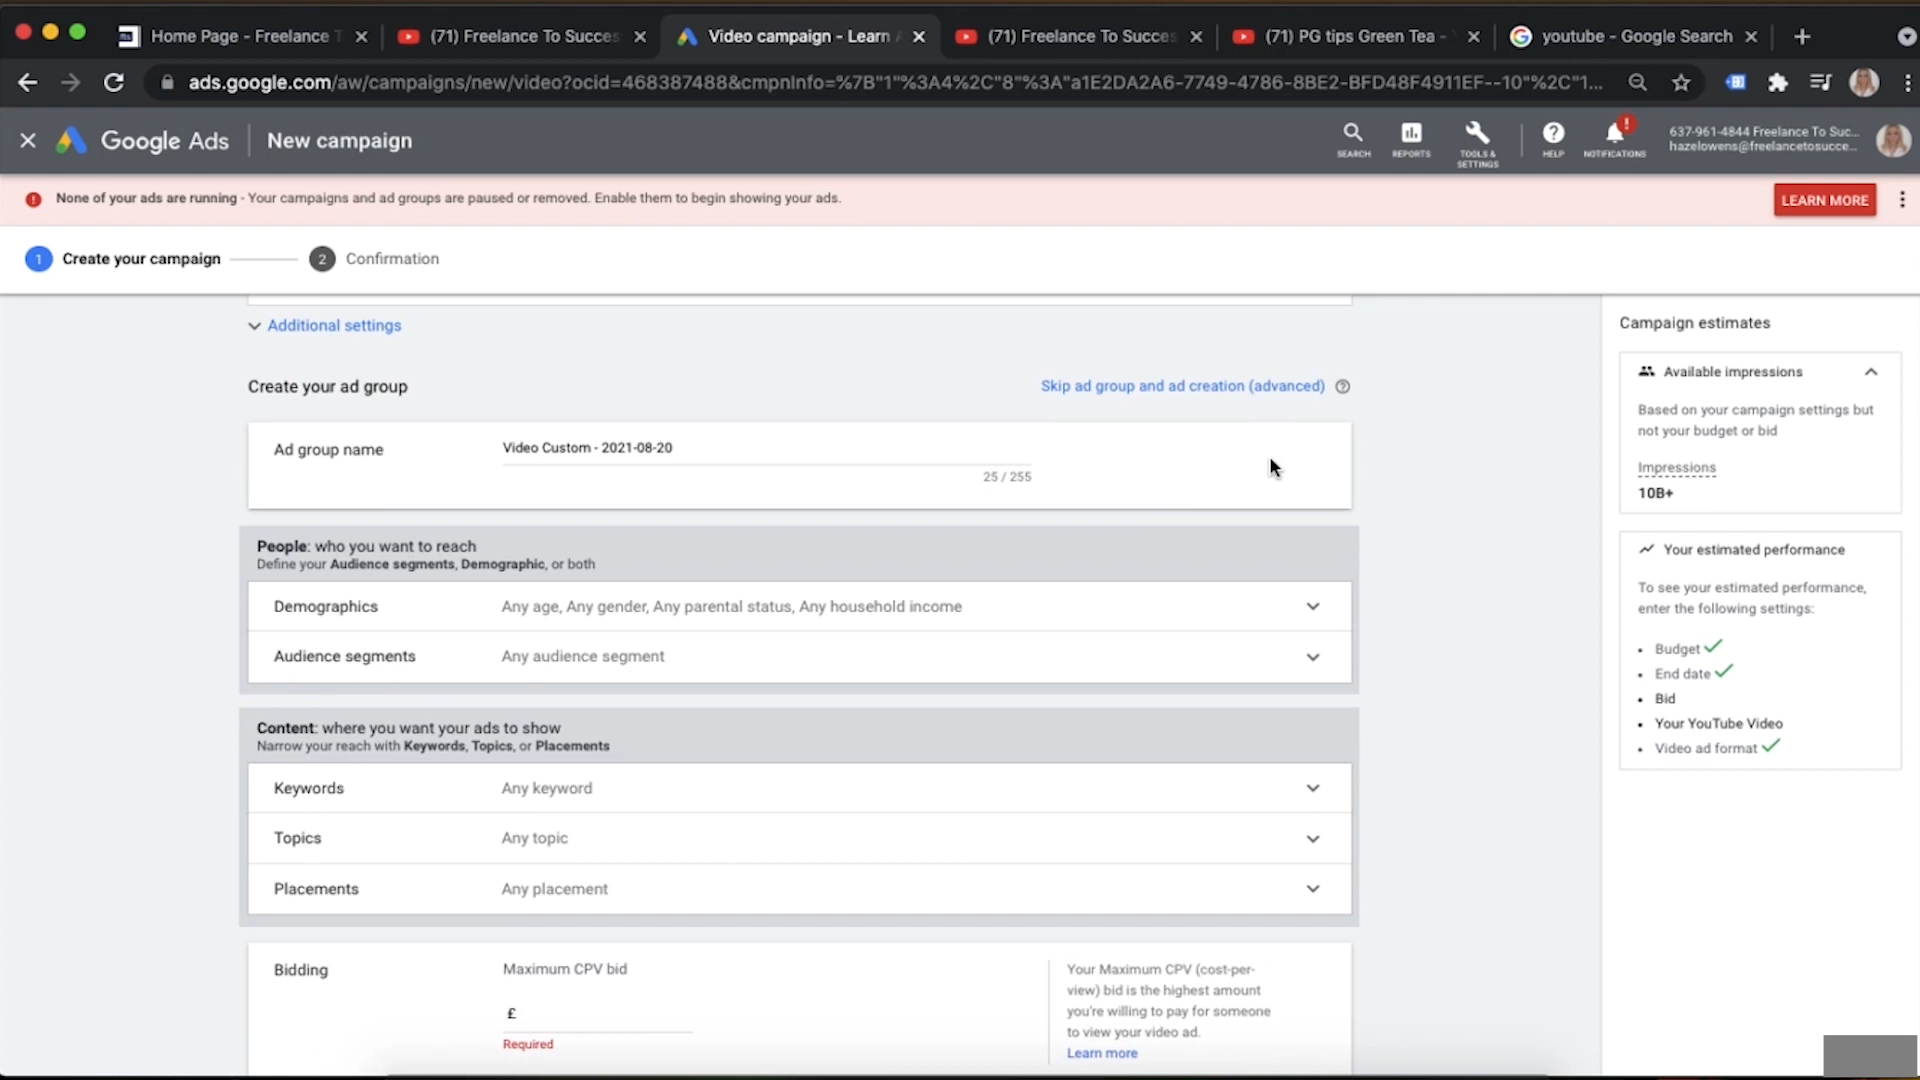 Home Page - Freelance T
(71) Freelance To Succes
Video campaign - Learn A
(71) Freelance To Succes
(71) PG tips Green Tea -
youtube - Google Search
ads.google.com/aw/campaigns/new/video?ocid=468387488&cmpnInfo=%7B"1"%3A4%2C"8"%3A"a1E2DA2A6-7749-4786-8BE2-BFD48F4911EF--10"%2C"1...
Google Ads
New campaign
SEARCH
REPORTS
TOOLS & SETTINGS
HELP
NOTIFICATIONS
637-961-4844 Freelance To Suc...
hazelowens@freelancetosucce...
None of your ads are running - Your campaigns and ad groups are paused or removed. Enable them to begin showing your ads.
LEARN MORE
1 Create your campaign
2 Confirmation
Additional settings
Create your ad group
Skip ad group and ad creation (advanced)
Ad group name
Video Custom - 2021-08-20
25 / 255
People: who you want to reach
Define your Audience segments, Demographic, or both
Demographics
Any age, Any gender, Any parental status, Any household income
Audience segments
Any audience segment
Content: where you want your ads to show
Narrow your reach with Keywords, Topics, or Placements
Keywords
Any keyword
Topics
Any topic
Placements
Any placement
Bidding
Maximum CPV bid
£
Required
Your Maximum CPV (cost-per-
view) bid is the highest amount
you're willing to pay for someone
to view your video ad.
Learn more
Campaign estimates
Available impressions
Based on your campaign settings but
not your budget or bid
Impressions
10B+
Your estimated performance
To see your estimated performance,
enter the following settings:
Budget
End date
Bid
Your YouTube Video
Video ad format